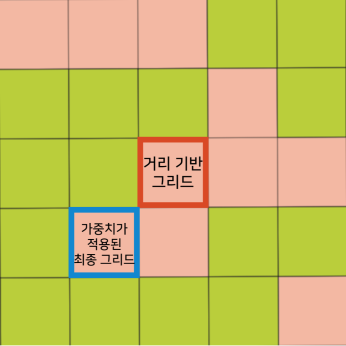 거리 기반
그리드
가중치가
적용된
최종 그리드